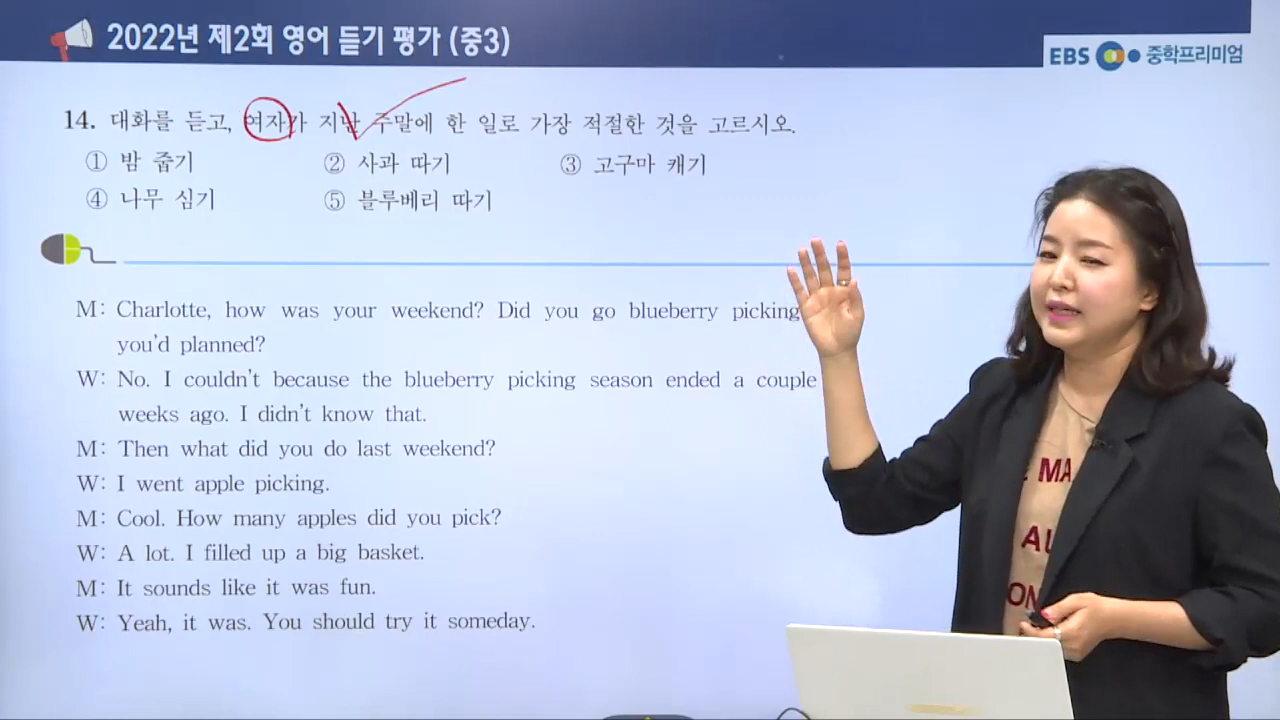 2022년 제2회 영어 듣기 평가 (중3)
EBS 중학프리미엄
14. 대화를 듣고, 여자가 지난 주말에 한 일로 가장 적절한 것을 고르시오.
① 밤 줍기 ② 사과 따기 ③ 고구마 캐기
④ 나무 심기 ⑤ 블루베리 따기
M: Charlotte, how was your weekend? Did you go blueberry picking
you'd planned?
W: No. I couldn't because the blueberry picking season ended a couple
weeks ago. I didn't know that.
M: Then what did you do last weekend?
W: I went apple picking.
M: Cool. How many apples did you pick?
W: A lot. I filled up a big basket.
M: It sounds like it was fun.
W: Yeah, it was. You should try it someday.
MA
AU
ON